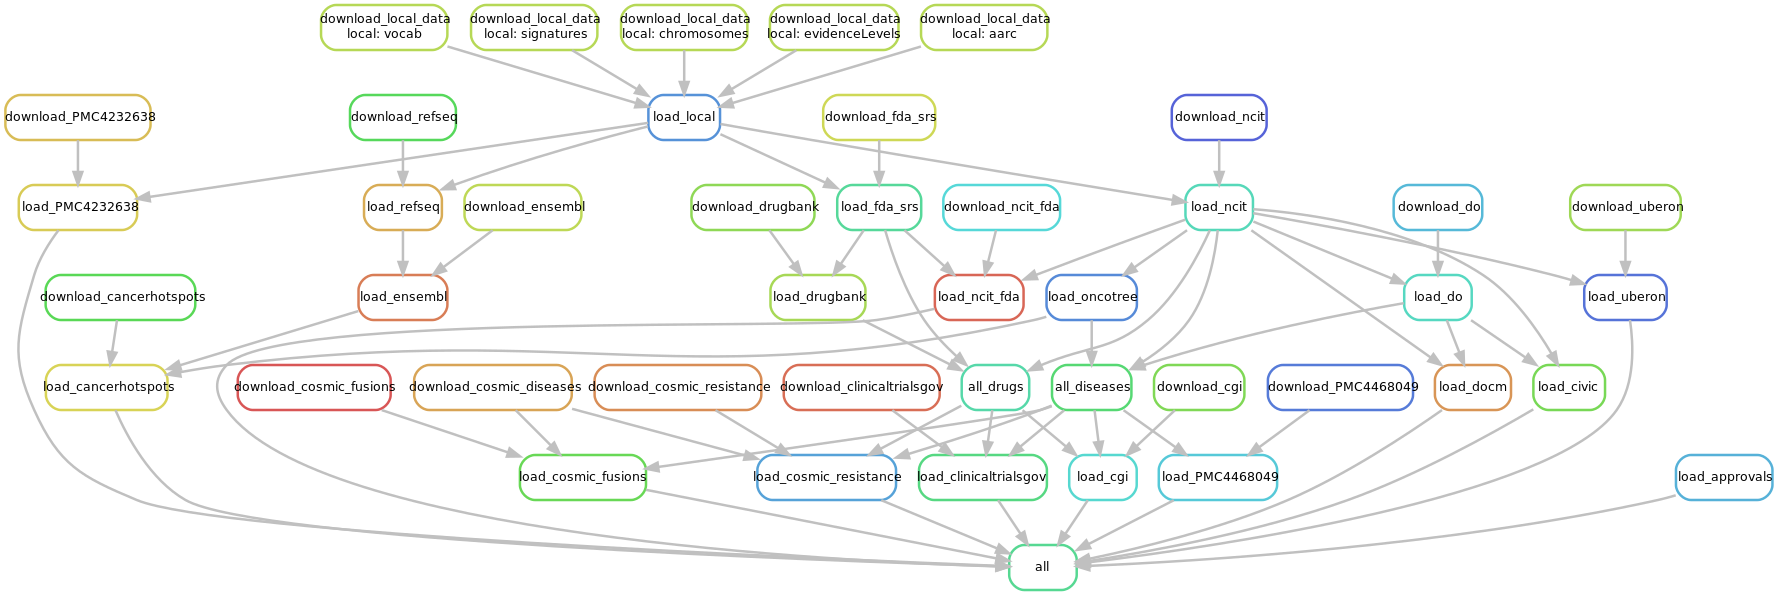 download_local_data
local: vocab
download_local_data
local: signatures
download_local_data
local: chromosomes
download_local_data
local: evidenceLevels
download_local_data
local: aarc
download_PMC4232638
download_refseq
load_local
download_fda_srs
download_ncit
load_PMC4232638
load_refseq
download_ensembl
download_drugbank
load_fda_srs
download_ncit_fda
load_ncit
download_do
download_uberon
download_cancerhotspots
load_ensembl
load_drugbank
load_ncit_fda
load_oncotree
load_do
load_uberon
load_cancerhotspots
download_cosmic_fusions
download_cosmic_diseases
download_cosmic_resistance
download_clinicaltrialsgov
all_drugs
all_diseases
download_cgi
download_PMC4468049
load_docm
load_civic
load_cosmic_fusions
load_cosmic_resistance
load_clinicaltrialsgov
load_cgi
load_PMC4468049
load_approvals
all